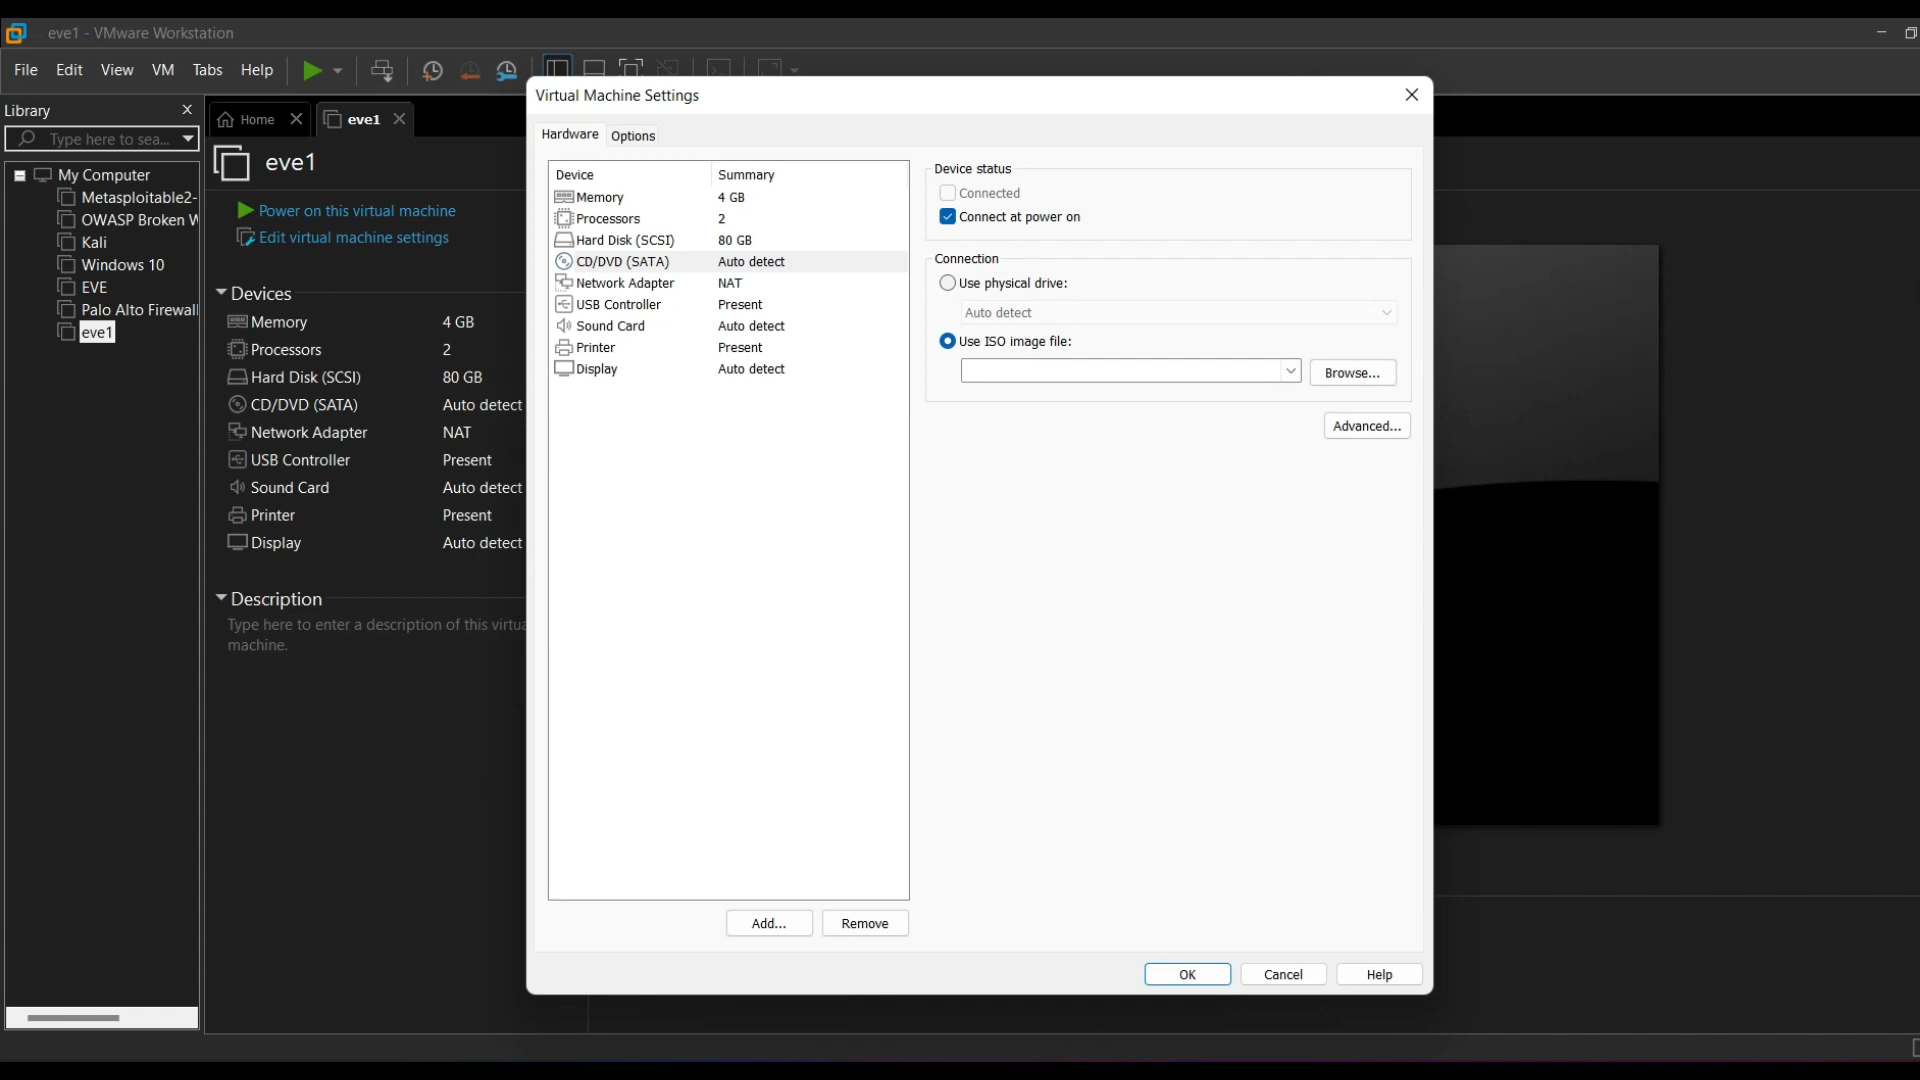 eve1 - VMware Workstation
File Edit View VM Tabs Help
Library
Type here to sea...
My Computer
Metasploitable2-
OWASP Broken W
Kali
Windows 10
EVE
Palo Alto Firewall
eve1
Home
eve1
eve1
Power on this virtual machine
Edit virtual machine settings
Devices
Memory 4 GB
Processors 2
Hard Disk (SCSI) 80 GB
CD/DVD (SATA) Auto detect
Network Adapter NAT
USB Controller Present
Sound Card Auto detect
Printer Present
Display Auto detect
Description
Type here to enter a description of this virtua
machine.
Virtual Machine Settings
Hardware Options
Device Summary
Memory 4 GB
Processors 2
Hard Disk (SCSI) 80 GB
CD/DVD (SATA) Auto detect
Network Adapter NAT
USB Controller Present
Sound Card Auto detect
Printer Present
Display Auto detect
Add... Remove
Device status
Connected
Connect at power on
Connection
Use physical drive:
Auto detect
Use ISO image file:
Browse...
Advanced...
OK Cancel Help